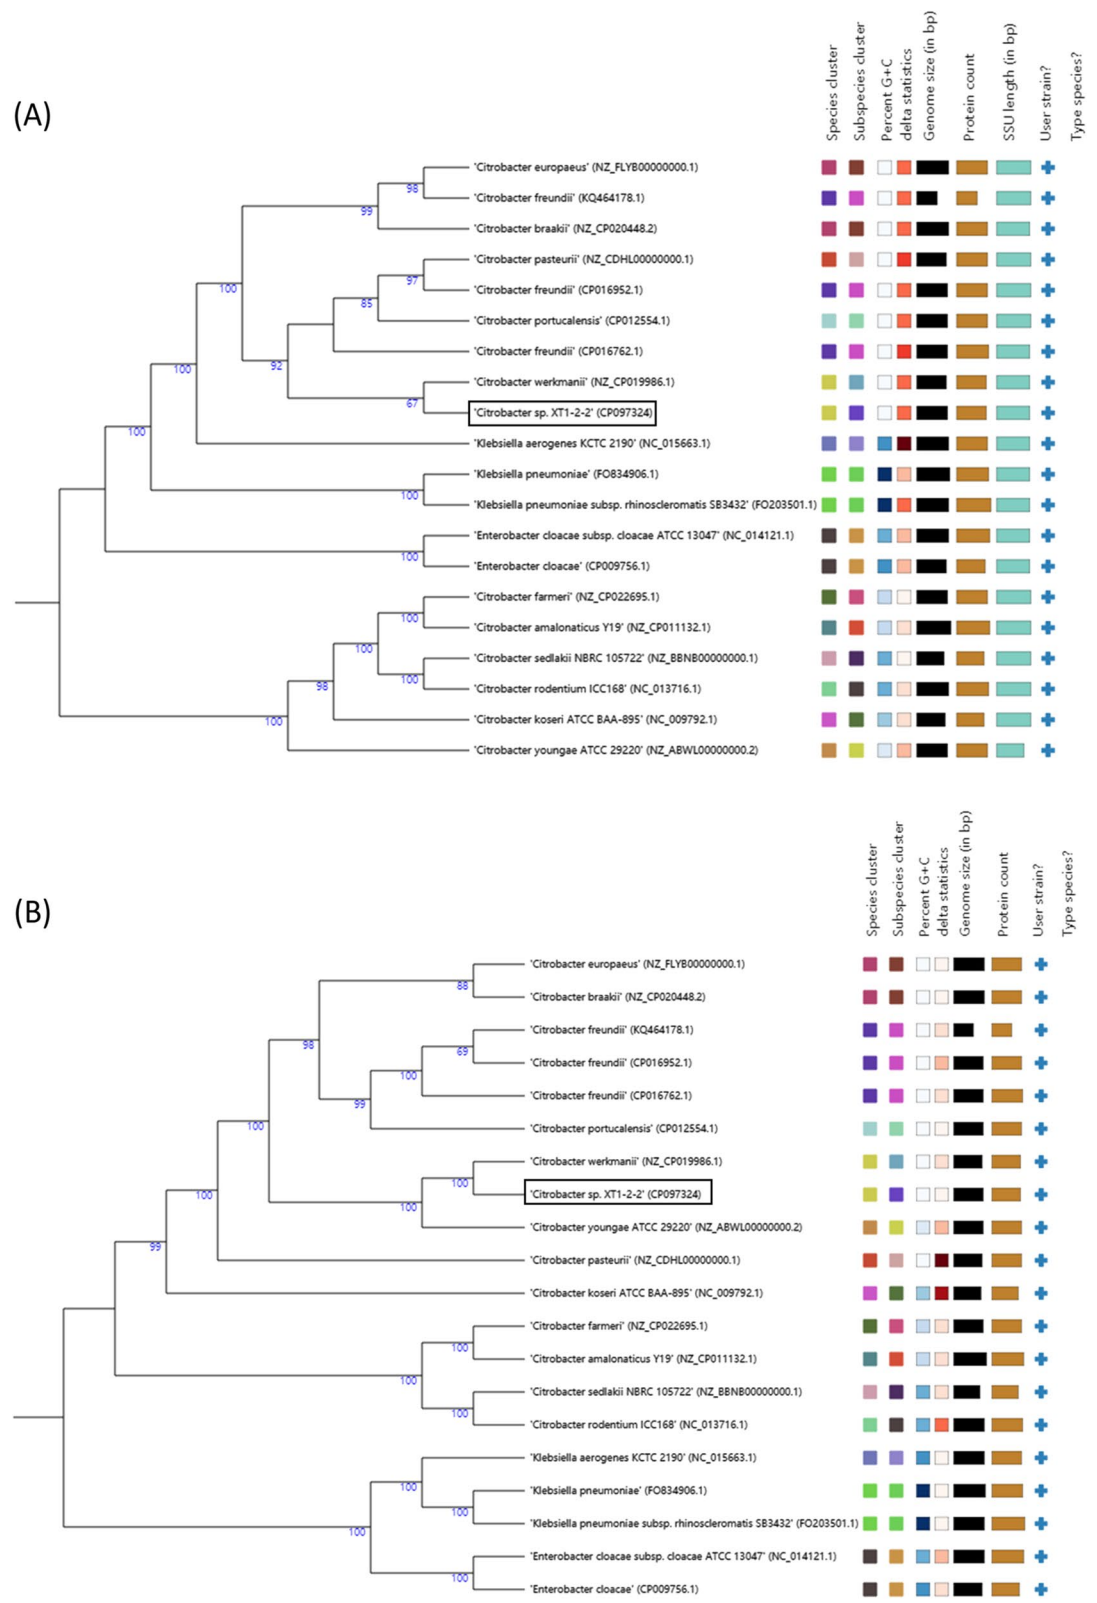 (A)
Species cluster
Subspecies cluster
Percent G+C
delta statistics
Genome size (in bp)
Protein count
SSU length (in bp)
User strain?
Type species?
'Citrobacter europaeus' (NZ_FLYB00000000.1)
98
'Citrobacter freundii' (KQ464178.1)
99
'Citrobacter braakii' (NZ_CP020448.2)
'Citrobacter pasteurii' (NZ_CDHL00000000.1)
97
100
'Citrobacter freundii' (CP016952.1)
85
'Citrobacter portucalensis' (CP012554.1)
'Citrobacter freundii' (CP016762.1)
92
100
'Citrobacter werkmanii' (NZ_CP019986.1)
67
'Citrobacter sp. XT1-2-2' (CP097324)
100
'Klebsiella aerogenes KCTC 2190' (NC_015663.1)
'Klebsiella pneumoniae' (FO834906.1)
100
'Klebsiella pneumoniae subsp. rhinoscleromatis SB3432' (FO203501.1)
'Enterobacter cloacae subsp. cloacae ATCC 13047' (NC_014121.1)
100
'Enterobacter cloacae' (CP009756.1)
'Citrobacter farmeri' (NZ_CP022695.1)
100
'Citrobacter amalonaticus Y19' (NZ_CP011132.1)
100
'Citrobacter sedlakii NBRC 105722' (NZ_BBNB00000000.1)
100
98
'Citrobacter rodentium ICC168' (NC_013716.1)
'Citrobacter koseri ATCC BAA-895' (NC_009792.1)
100
'Citrobacter youngae ATCC 29220' (NZ_ABWL00000000.2)
(B)
Species cluster
Subspecies cluster
Percent G+C
delta statistics
Genome size (in bp)
Protein count
User strain?
Type species?
'Citrobacter europaeus' (NZ_FLYB00000000.1)
88
'Citrobacter braakii' (NZ_CP020448.2)
'Citrobacter freundii' (KQ464178.1)
98
69
'Citrobacter freundii' (CP016952.1)
100
'Citrobacter freundii' (CP016762.1)
99
'Citrobacter portucalensis' (CP012554.1)
100
'Citrobacter werkmanii' (NZ_CP019986.1)
100
'Citrobacter sp. XT1-2-2' (CP097324)
100
100
'Citrobacter youngae ATCC 29220' (NZ_ABWL00000000.2)
99
'Citrobacter pasteurii' (NZ_CDHL00000000.1)
'Citrobacter koseri ATCC BAA-895' (NC_009792.1)
'Citrobacter farmeri' (NZ_CP022695.1)
100
'Citrobacter amalonaticus Y19' (NZ_CP011132.1)
100
'Citrobacter sedlakii NBRC 105722' (NZ_BBNB00000000.1)
100
'Citrobacter rodentium ICC168' (NC_013716.1)
'Klebsiella aerogenes KCTC 2190' (NC_015663.1)
100
'Klebsiella pneumoniae' (FO834906.1)
100
'Klebsiella pneumoniae subsp. rhinoscleromatis SB3432' (FO203501.1)
100
'Enterobacter cloacae subsp. cloacae ATCC 13047' (NC_014121.1)
100
'Enterobacter cloacae' (CP009756.1)